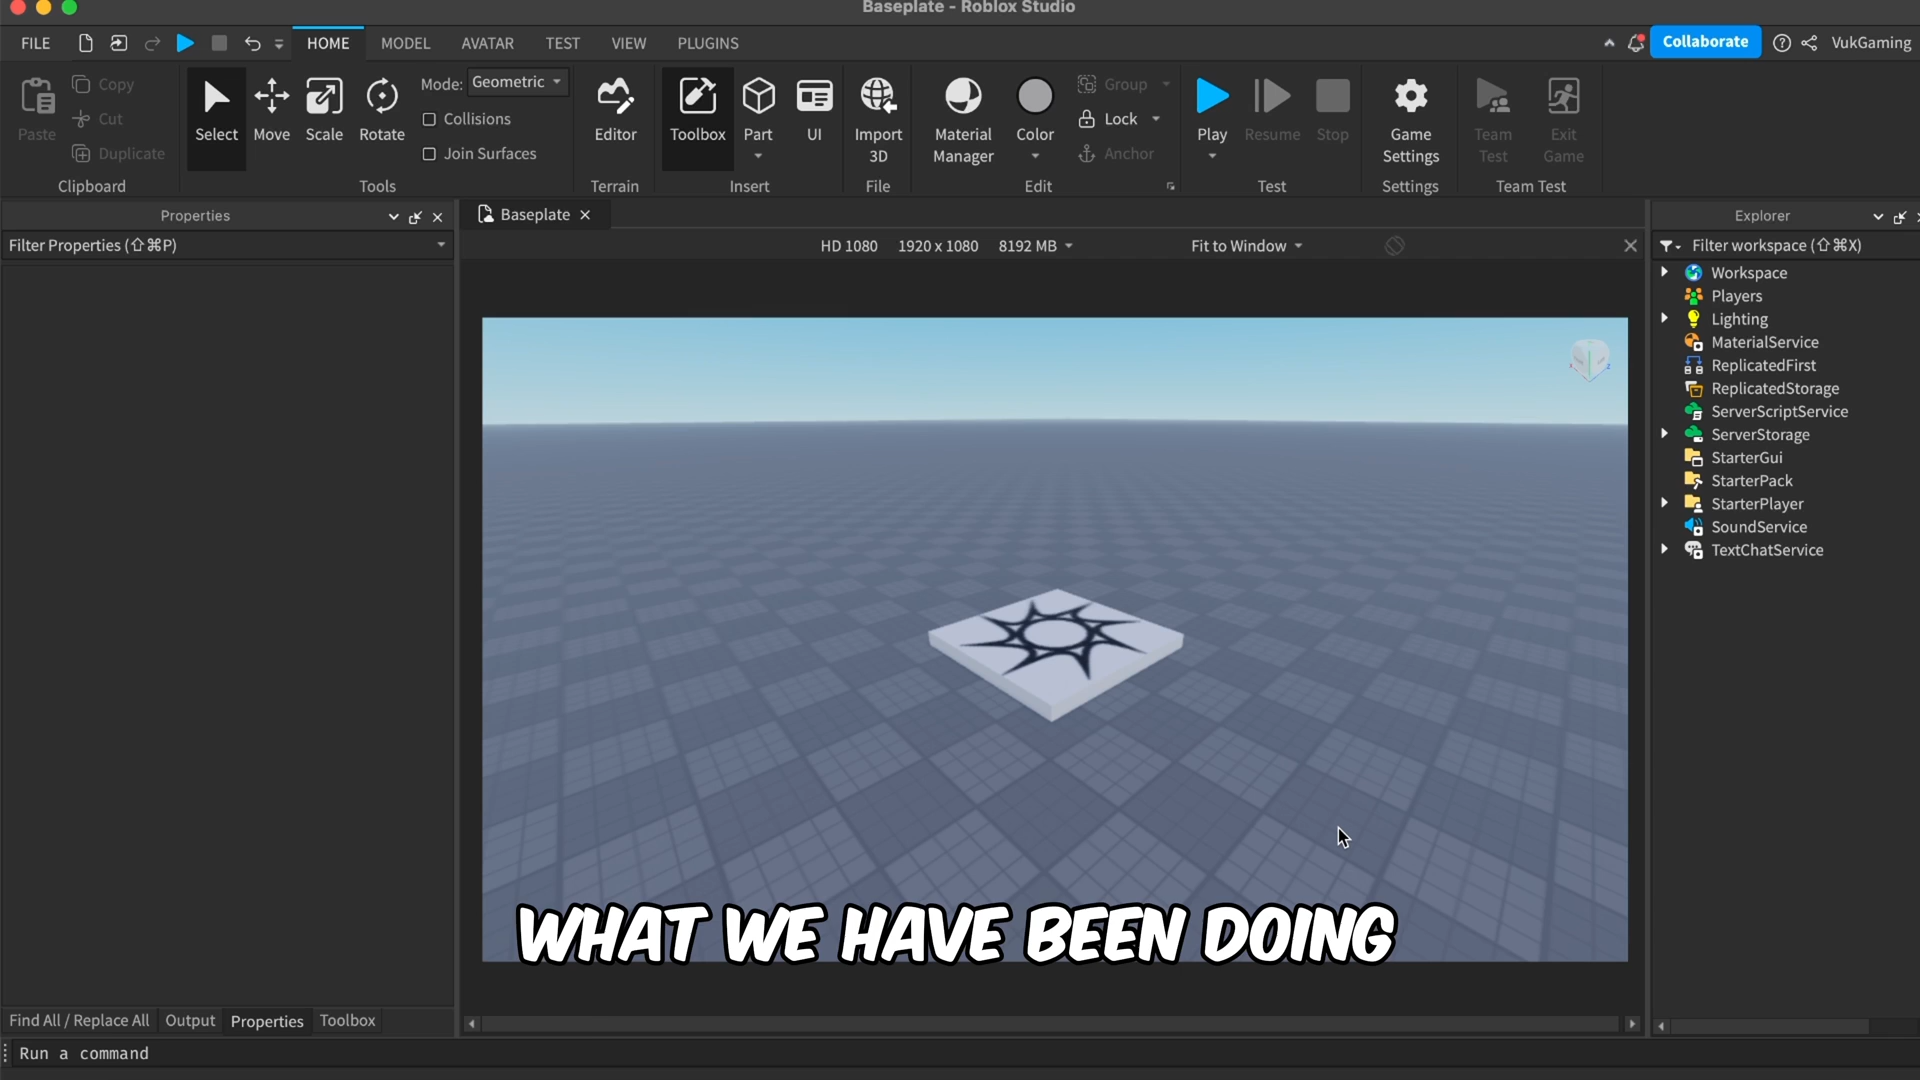 Baseplate - Roblox Studio
FILE HOME MODEL AVATAR TEST VIEW PLUGINS Collaborate VukGaming
Paste Copy Cut Duplicate
Clipboard
Select Move Scale Rotate
Mode: Geometric
Collisions
Join Surfaces
Tools
Editor
Terrain
Toolbox Part UI
Insert
Import 3D
File
Material Manager Color
Group
Lock
Anchor
Edit
Play Resume Stop
Test
Game Settings
Settings
Team Test Exit Game
Team Test
Properties
Filter Properties (⇧⌘P)
Baseplate
HD 1080 1920 x 1080 8192 MB Fit to Window
Explorer
Filter workspace (⇧⌘X)
Workspace
Players
Lighting
MaterialService
ReplicatedFirst
ReplicatedStorage
ServerScriptService
ServerStorage
StarterGui
StarterPack
StarterPlayer
SoundService
TextChatService
WHAT WE HAVE BEEN DOING
Find All / Replace All Output Properties Toolbox
Run a command